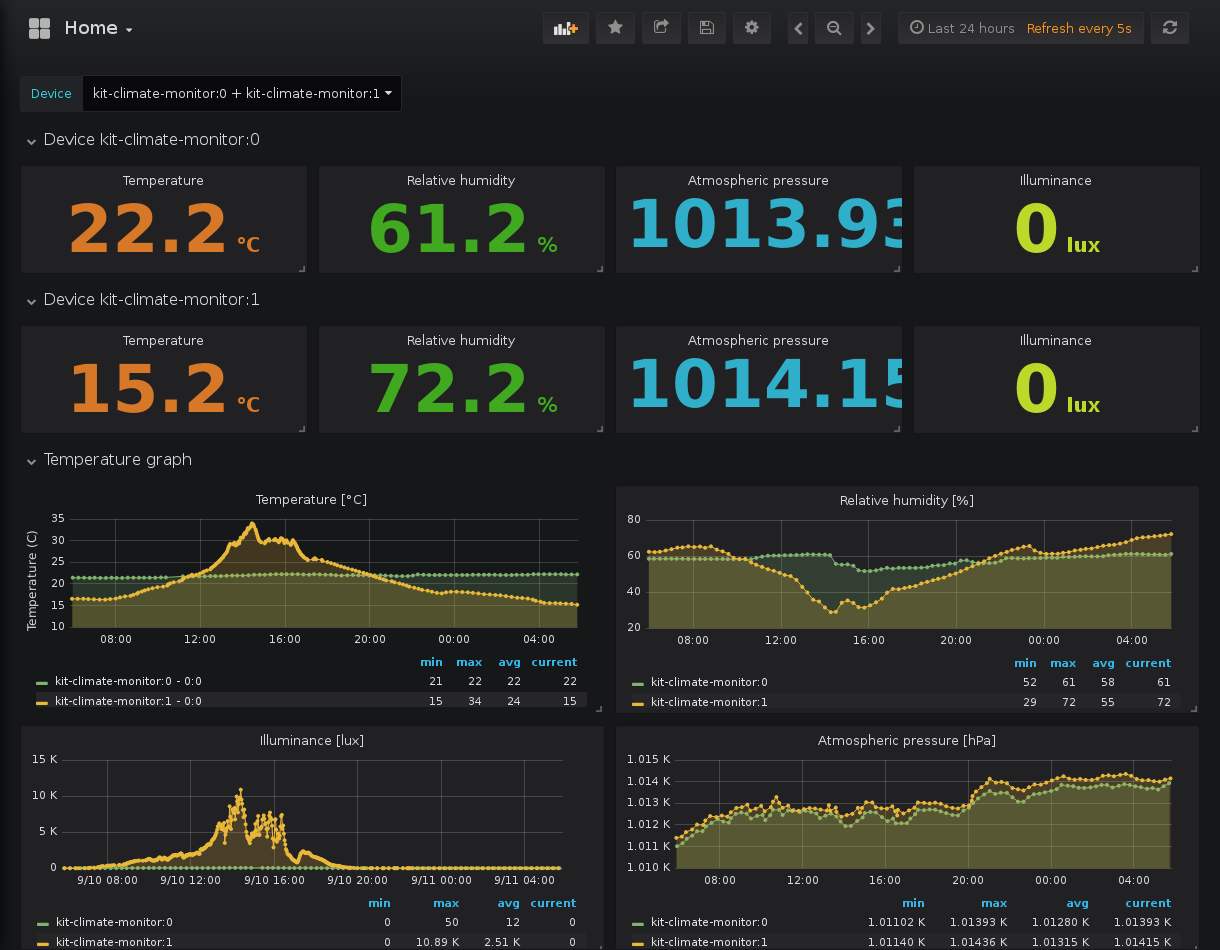 Home
Last 24 hours Refresh every 5s
Device kit-climate-monitor:0 + kit-climate-monitor:1
Device kit-climate-monitor:0
Temperature Relative humidity Atmospheric pressure Illuminance
22.2 °C 61.2 % 1013.93 0 lux
Device kit-climate-monitor:1
Temperature Relative humidity Atmospheric pressure Illuminance
15.2 °C 72.2 % 1014.15 0 lux
Temperature graph
Temperature [°C]
Temperature (C)
35
30
25
20
15
10
08:00 12:00 16:00 20:00 00:00 04:00
min max avg current
kit-climate-monitor:0 - 0:0 21 22 22 22
kit-climate-monitor:1 - 0:0 15 34 24 15
Relative humidity [%]
80
60
40
20
08:00 12:00 16:00 20:00 00:00 04:00
min max avg current
kit-climate-monitor:0 52 61 58 61
kit-climate-monitor:1 29 72 55 72
Illuminance [lux]
15 K
10 K
5 K
0
9/10 08:00 9/10 12:00 9/10 16:00 9/10 20:00 9/11 00:00 9/11 04:00
min max avg current
kit-climate-monitor:0 0 50 12 0
kit-climate-monitor:1 0 10.89 K 2.51 K 0
Atmospheric pressure [hPa]
1.015 K
1.014 K
1.013 K
1.012 K
1.011 K
1.010 K
08:00 12:00 16:00 20:00 00:00 04:00
min max avg current
kit-climate-monitor:0 1.01102 K 1.01393 K 1.01280 K 1.01393 K
kit-climate-monitor:1 1.01140 K 1.01436 K 1.01315 K 1.01415 K